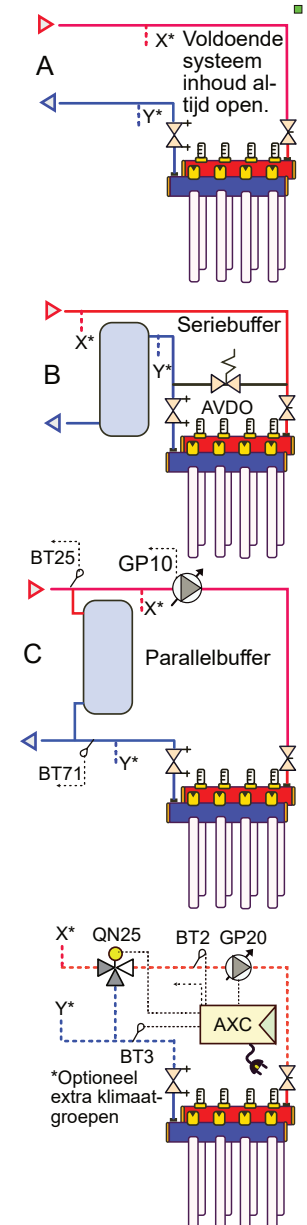 X*
Voldoende
systeem
inhoud al-
tijd open.
A
Y*
X*
Seriebuffer
Y*
B
AVDO
BT25
GP10
X*
C
Parallelbuffer
Y*
BT71
X*
QN25
BT2
GP20
Y*
AXC
BT3
*Optioneel
extra klimaat-
groepen